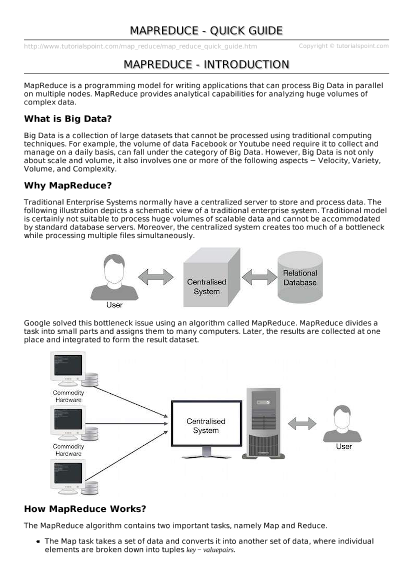 MAPREDUCE - QUICK GUIDE
http://www.tutorialspoint.com/map_reduce/map_reduce_quick_guide.htm Copyright © tutorialspoint.com
MAPREDUCE - INTRODUCTION
MapReduce is a programming model for writing applications that can process Big Data in parallel
on multiple nodes. MapReduce provides analytical capabilities for analyzing huge volumes of
complex data.
What is Big Data?
Big Data is a collection of large datasets that cannot be processed using traditional computing
techniques. For example, the volume of data Facebook or Youtube need require it to collect and
manage on a daily basis, can fall under the category of Big Data. However, Big Data is not only
about scale and volume, it also involves one or more of the following aspects − Velocity, Variety,
Volume, and Complexity.
Why MapReduce?
Traditional Enterprise Systems normally have a centralized server to store and process data. The
following illustration depicts a schematic view of a traditional enterprise system. Traditional model
is certainly not suitable to process huge volumes of scalable data and cannot be accommodated
by standard database servers. Moreover, the centralized system creates too much of a bottleneck
while processing multiple files simultaneously.
User
Centralised
System
Relational
Database
Google solved this bottleneck issue using an algorithm called MapReduce. MapReduce divides a
task into small parts and assigns them to many computers. Later, the results are collected at one
place and integrated to form the result dataset.
Commodity
Hardware
Commodity
Hardware
Centralised
System
User
How MapReduce Works?
The MapReduce algorithm contains two important tasks, namely Map and Reduce.
• The Map task takes a set of data and converts it into another set of data, where individual
elements are broken down into tuples key − valuepairs.